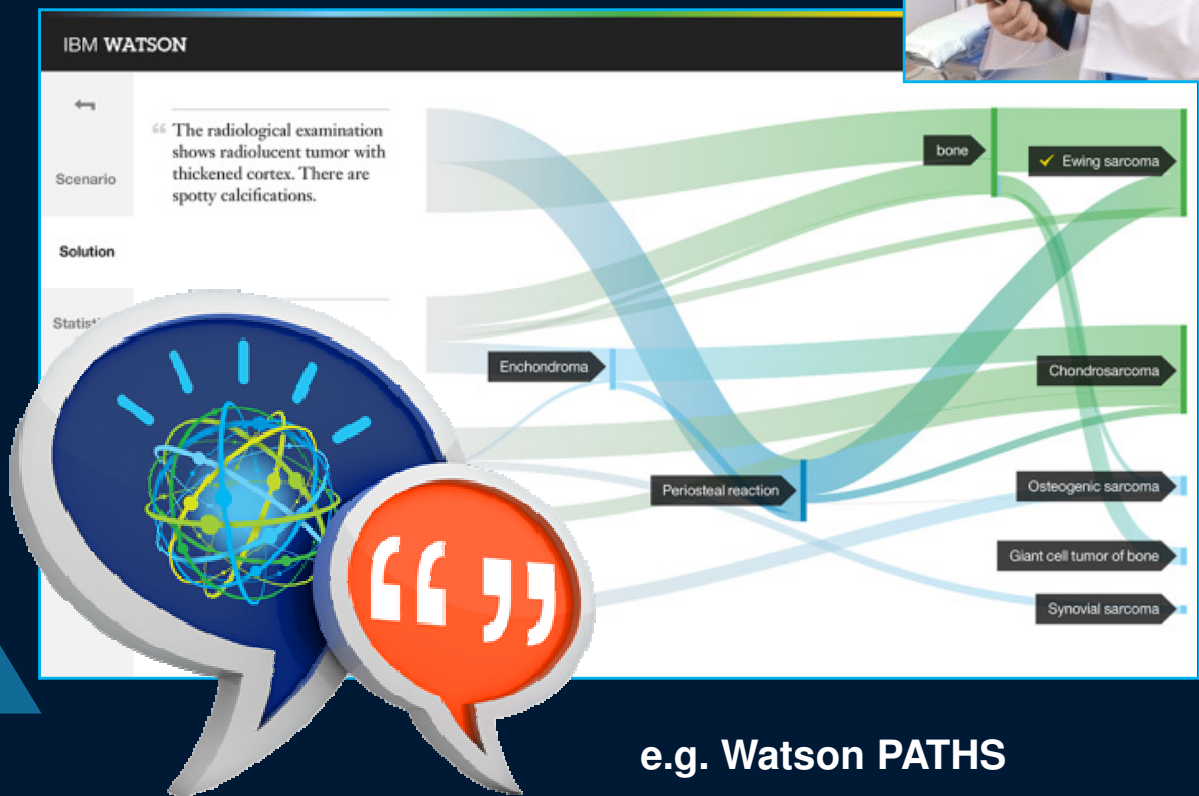 IBM WATSON
Scenario
Solution
“ The radiological examination
shows radiolucent tumor with
thickened cortex. There are
spotty calcifications.
bone
✓ Ewing sarcoma
Enchondroma
Chondrosarcoma
Periosteal reaction
Osteogenic sarcoma
Giant cell tumor of bone
Synovial sarcoma
“ ”
e.g. Watson PATHS